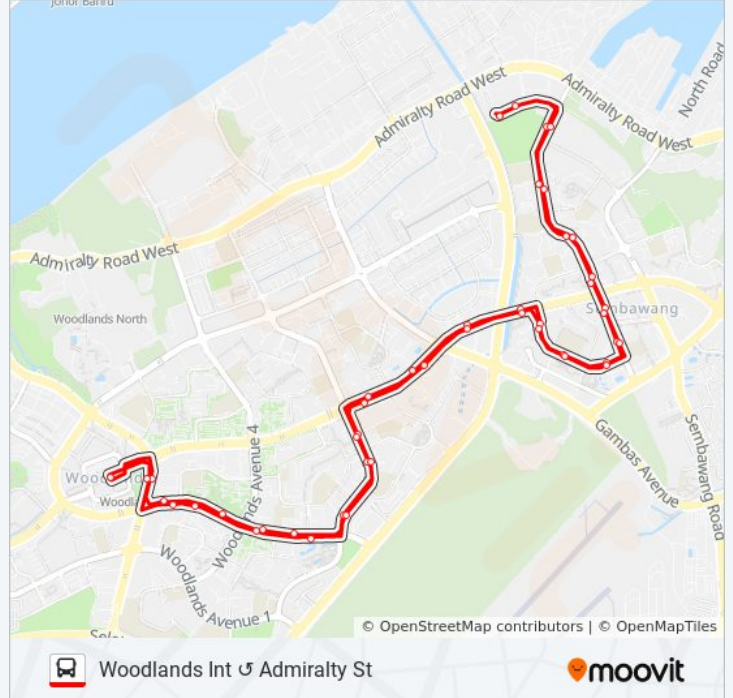 Johor Bahru
Admiralty Road West
Admiralty Road West
North Road
Admiralty Road West
Woodlands North
Sembawang
Woodlands Avenue 4
Gambas Avenue
Sembawang Road
Woodlands Avenue 1
© OpenStreetMap contributors | © OpenMapTiles
Woodlands Int ↺ Admiralty St
moovit